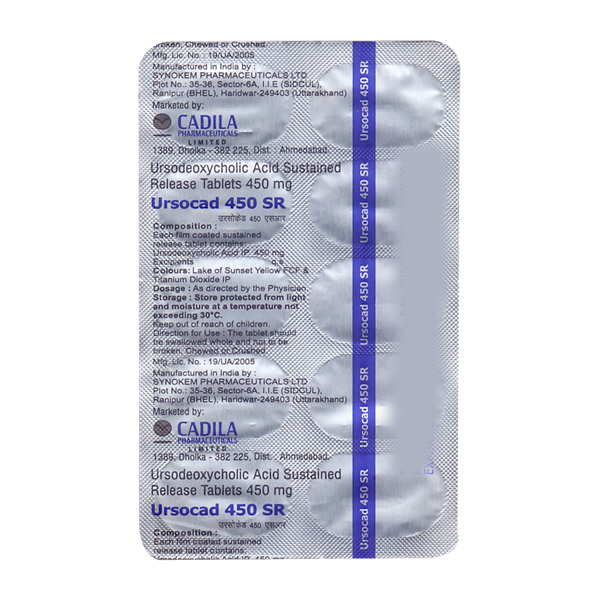 broken, Chewed or Crushed.
Mfg. Lic. No.: 19/UA/2005
Manufactured in India by :
SYNOKEM PHARMACEUTICALS LTD
Plot No.: 35-36, Sector-6A, I.I.E (SIDCUL),
Ranipur (BHEL), Haridwar-249403 (Uttarakhand)
Marketed by:
CADILA
PHARMACEUTICALS
LIMITED
1389, Dholka - 382 225, Dist. : Ahmedabad.
Ursodeoxycholic Acid Sustained
Release Tablets 450 mg
Ursocad 450 SR
उरसोकेड 450 एसआर
Composition :
Each film coated sustained
release tablet contains:
Ursodeoxycholic Acid IP 450 mg
Excipients q.s
Colours: Lake of Sunset Yellow FCF &
Titanium Dioxide IP
Dosage : As directed by the Physician.
Storage : Store protected from light
and moisture at a temperature not
exceeding 30°C.
Keep out of reach of children.
Direction for Use : The tablet should
be swallowed whole and not to be
broken, Chewed or Crushed
Mfg. Lic. No.: 19/UA/2005
Manufactured in India by :
SYNOKEM PHARMACEUTICALS LTD
Plot No.: 35-36, Sector-6A, I.I.E (SIDCUL),
Ranipur (BHEL), Haridwar-249403 (Uttarakhand)
Marketed by:
CADILA
PHARMACEUTICALS
LIMITED
1389, Dholka - 382 225, Dist. : Ahmedabad.
Ursodeoxycholic Acid Sustained
Release Tablets 450 mg
Ursocad 450 SR
उरसोकेड 450 एसआर
Composition :
Each film coated sustained
release tablet contains:
Ursodeoxycholic Acid IP 450 mg
Ursocad 450 SR
Ursocad 450 SR
Ursocad 450 SR
Ursocad 450 SR
Ursocad 450 SR